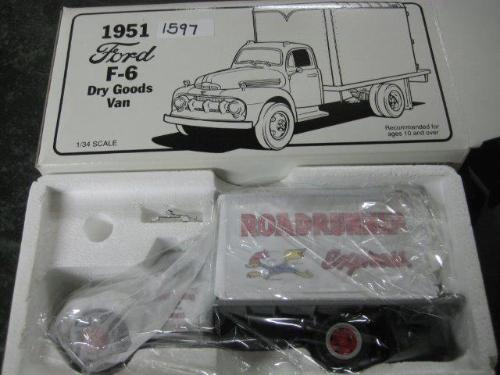 1951 1597
Ford
F-6
Dry Goods
Van
1/34 SCALE
Recommended for
ages 10 and over
ROADRUNNER
Express